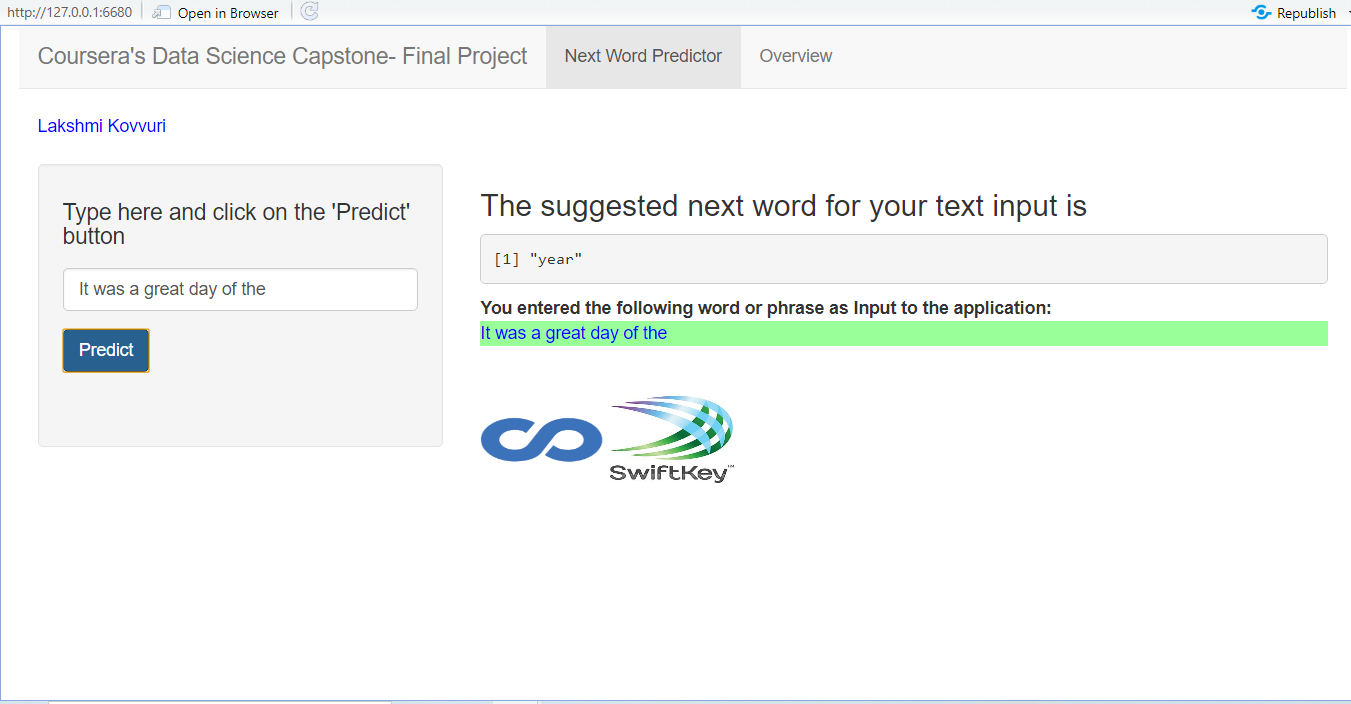 http://127.0.0.1:6680 Open in Browser Republish
Coursera's Data Science Capstone- Final Project Next Word Predictor Overview
Lakshmi Kovvuri
Type here and click on the 'Predict'
button
It was a great day of the
Predict
The suggested next word for your text input is
[1] "year"
You entered the following word or phrase as Input to the application:
It was a great day of the
SwiftKey™